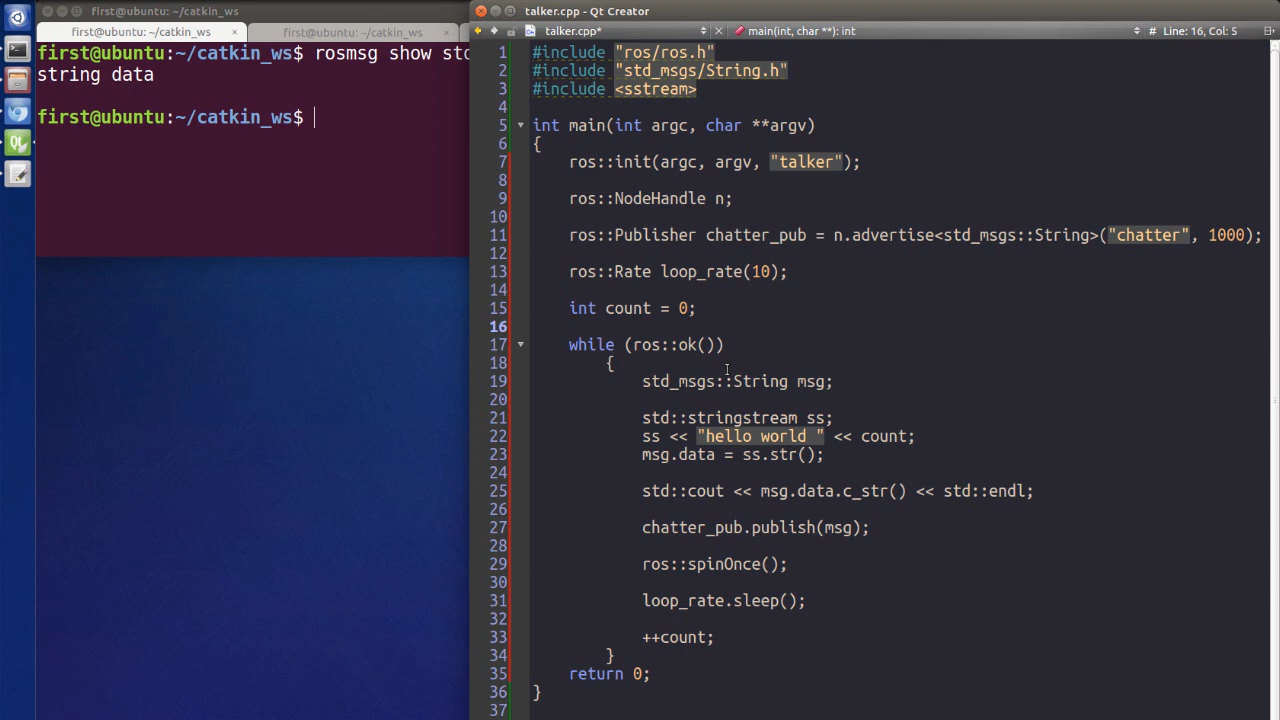 first@ubuntu: ~/catkin_ws
first@ubuntu: ~/catkin_ws ×
first@ubuntu: ~/catkin_ws ×
first@ubuntu:~/catkin_ws$ rosmsg show std
string data
first@ubuntu:~/catkin_ws$
talker.cpp - Qt Creator
talker.cpp* main(int, char **): int # Line: 16, Col: 5
1 #include "ros/ros.h"
2 #include "std_msgs/String.h"
3 #include <sstream>
4
5 int main(int argc, char **argv)
6 {
7 ros::init(argc, argv, "talker");
8
9 ros::NodeHandle n;
10
11 ros::Publisher chatter_pub = n.advertise<std_msgs::String>("chatter", 1000);
12
13 ros::Rate loop_rate(10);
14
15 int count = 0;
16
17 while (ros::ok())
18 {
19 std_msgs::String msg;
20
21 std::stringstream ss;
22 ss << "hello world " << count;
23 msg.data = ss.str();
24
25 std::cout << msg.data.c_str() << std::endl;
26
27 chatter_pub.publish(msg);
28
29 ros::spinOnce();
30
31 loop_rate.sleep();
32
33 ++count;
34 }
35 return 0;
36 }
37